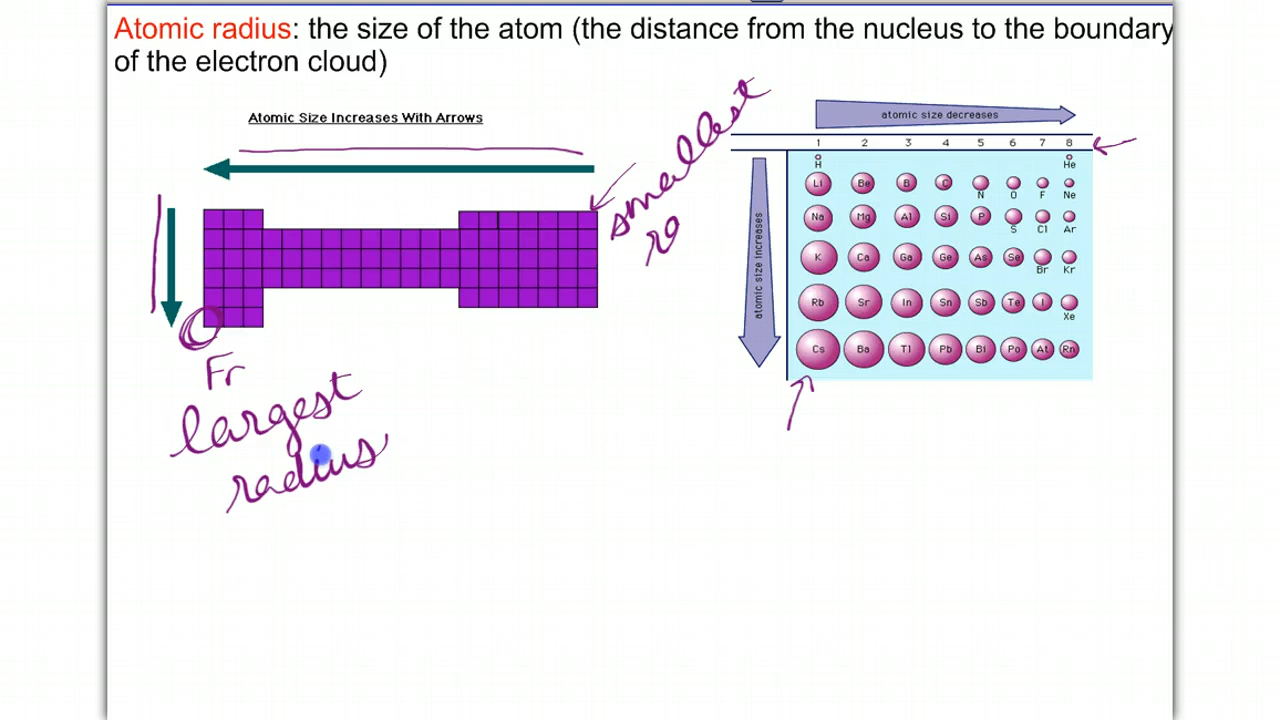 Atomic radius: the size of the atom (the distance from the nucleus to the boundary
of the electron cloud)
Atomic Size Increases With Arrows
smallest
Fr
largest
radius
atomic size decreases
1 2 3 4 5 6 7 8
atomic size increases
H He
Li Be B C N O F Ne
Na Mg Al Si P S Cl Ar
K Ca Ga Ge As Se Br Kr
Rb Sr In Sn Sb Te I Xe
Cs Ba Tl Pb Bi Po At Rn